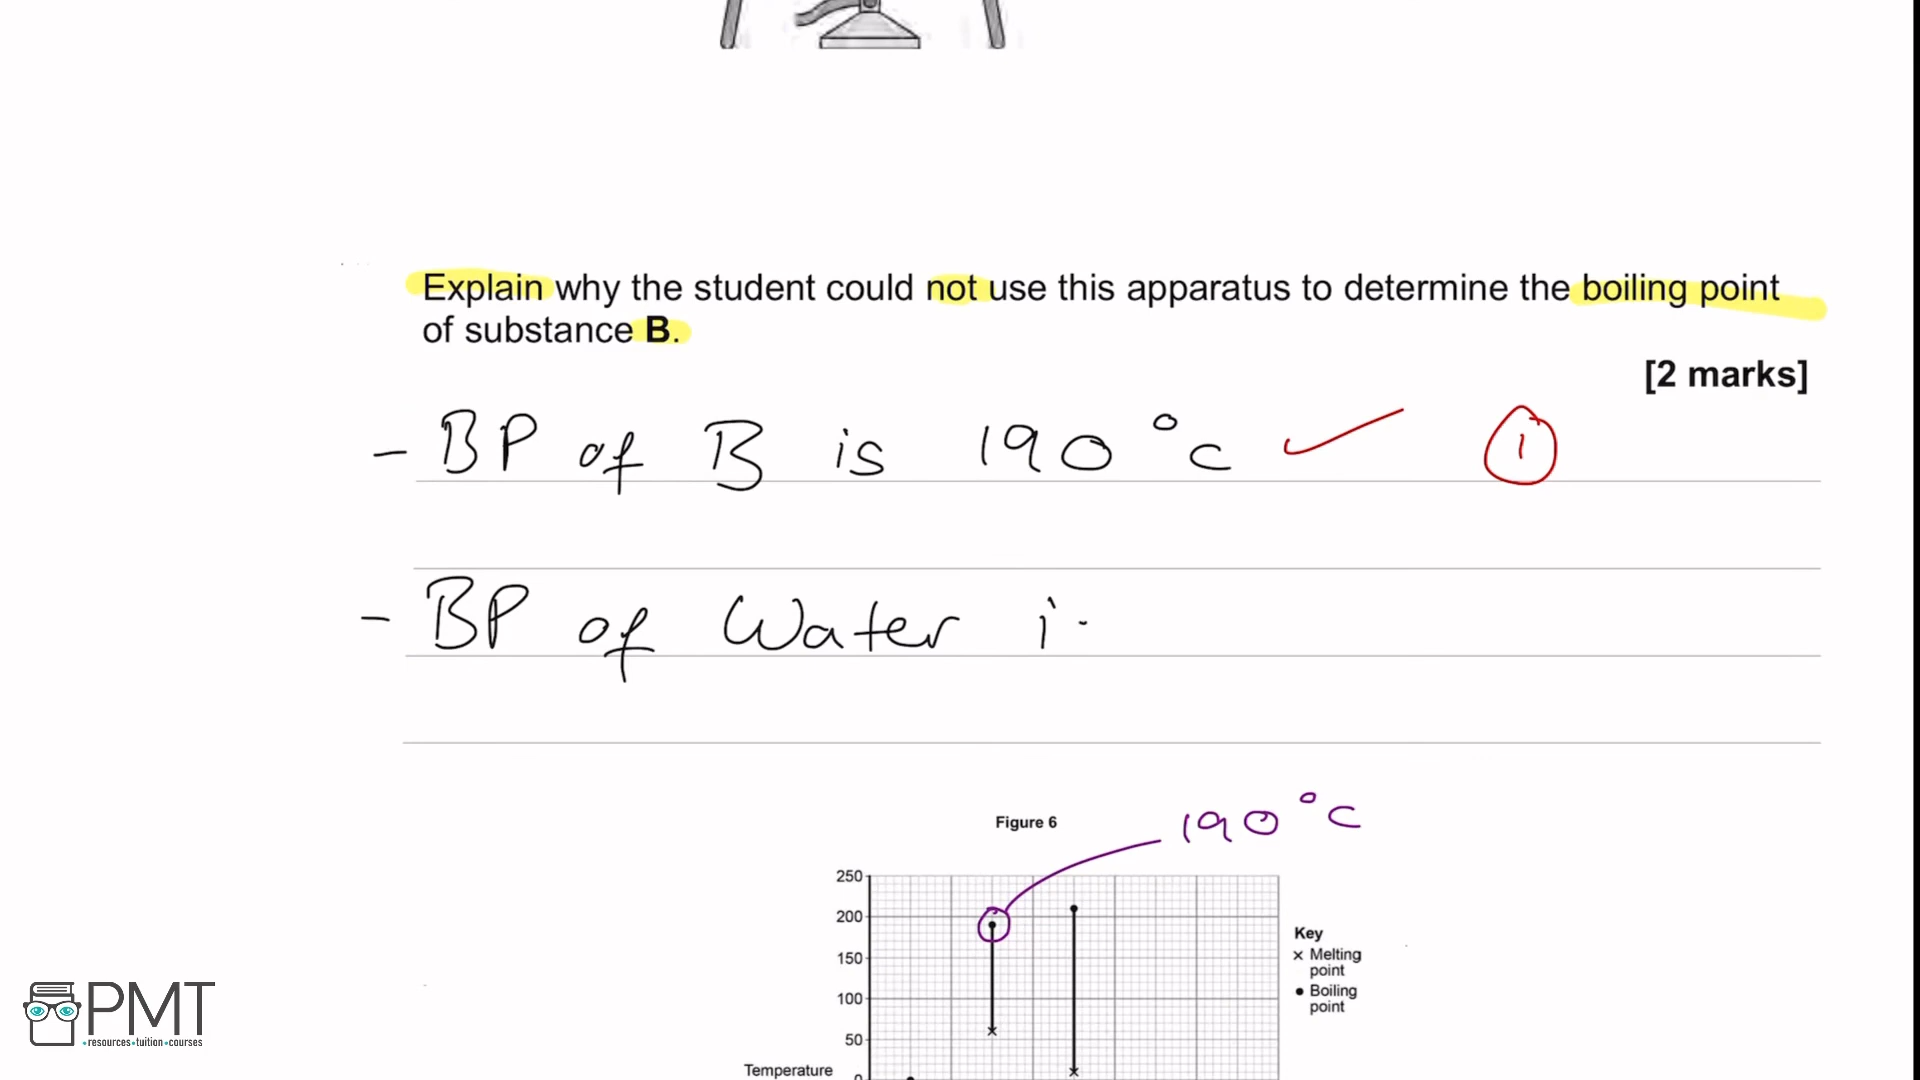 Explain why the student could not use this apparatus to determine the boiling point
of substance B.
[2 marks]
- BP of B is 190 °c ①
- BP of Water i
Figure 6
190 °c
250
200
150
100
50
0
Temperature
Key
× Melting
point
● Boiling
point
PMT
•resources•tuition•courses